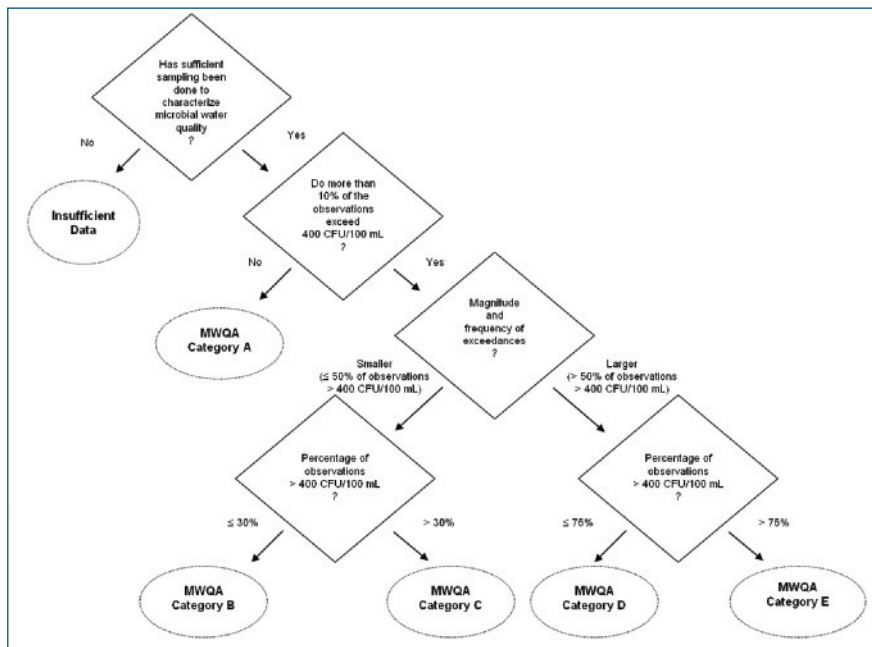 Has sufficient
sampling been
done to
characterize
microbial water
quality
?
No
Yes
Insufficient
Data
Do more than
10% of the
observations
exceed
400 CFU/100 mL
?
No
Yes
MWQA
Category A
Magnitude
and
frequency of
exceedances
?
Smaller
(≤ 50% of observations
> 400 CFU/100 mL)
Larger
(> 50% of observations
> 400 CFU/100 mL)
Percentage of
observations
> 400 CFU/100 mL
?
Percentage of
observations
> 400 CFU/100 mL
?
≤ 30%
> 30%
≤ 75%
> 75%
MWQA
Category B
MWQA
Category C
MWQA
Category D
MWQA
Category E